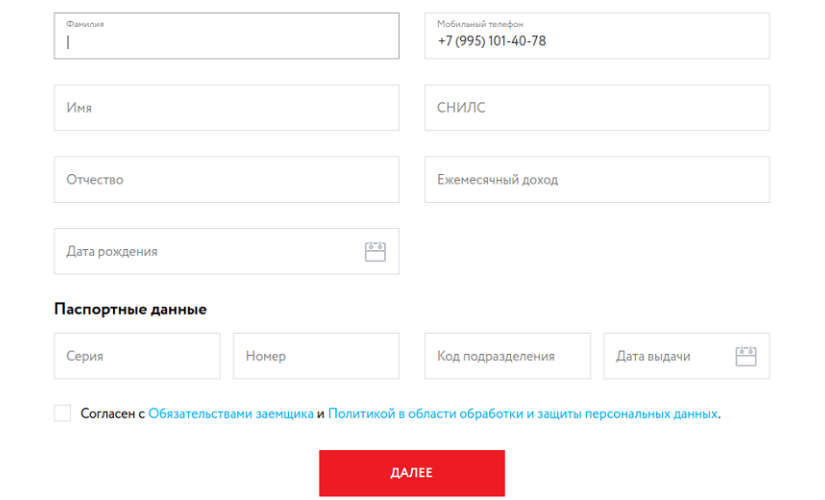 Фамилия
Мобильный телефон
+7 (995) 101-40-78
Имя
СНИЛС
Отчество
Ежемесячный доход
Дата рождения
Паспортные данные
Серия
Номер
Код подразделения
Дата выдачи
Согласен с Обязательствами заемщика и Политикой в области обработки и защиты персональных данных.
ДАЛЕЕ